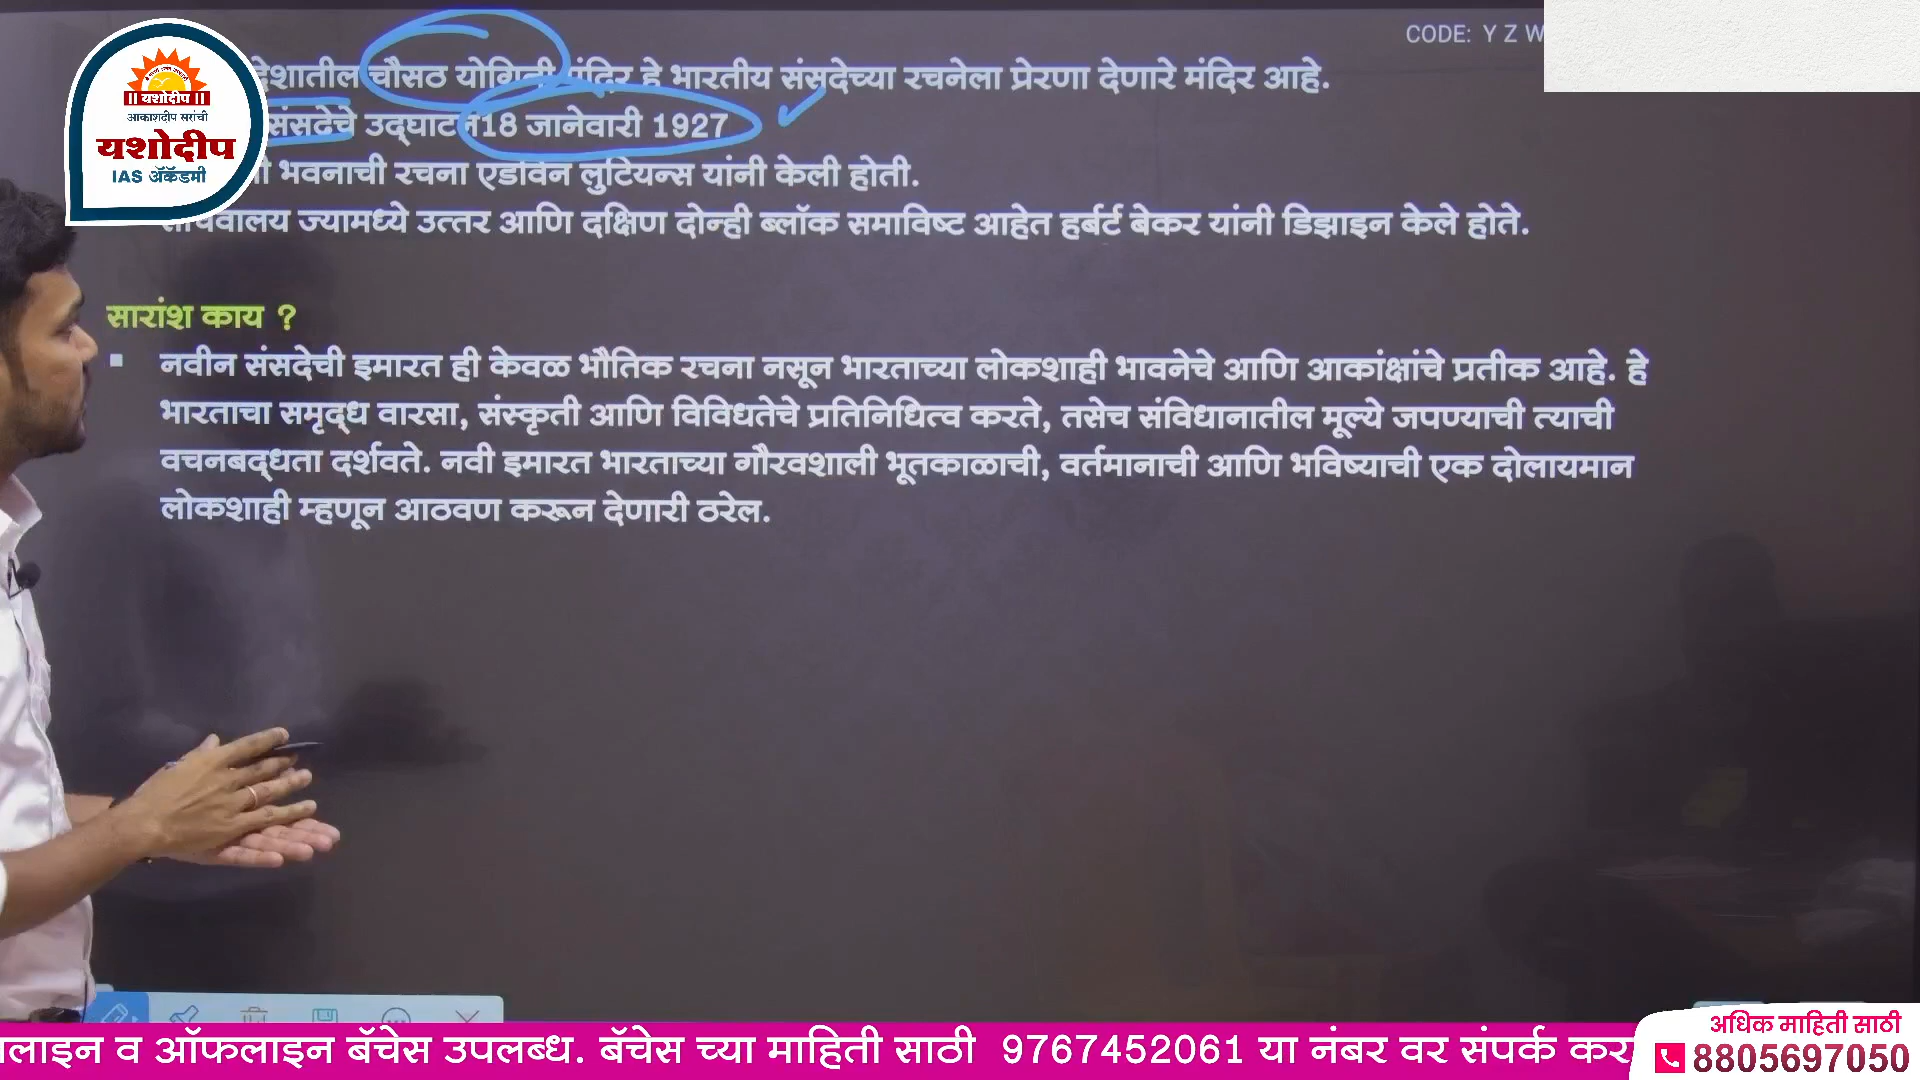 CODE: Y Z W
चौसठ योगिनी मंदिर हे भारतीय संसदेच्या रचनेला प्रेरणा देणारे मंदिर आहे.
संसदेचे उद्घाटन 18 जानेवारी 1927
भवनाची रचना एडविन लुटियन्स यांनी केली होती.
सचिवालय ज्यामध्ये उत्तर आणि दक्षिण दोन्ही ब्लॉक समाविष्ट आहेत हर्बर्ट बेकर यांनी डिझाइन केले होते.
सारांश काय ?
▪ नवीन संसदेची इमारत ही केवळ भौतिक रचना नसून भारताच्या लोकशाही भावनेचे आणि आकांक्षांचे प्रतीक आहे. हे
भारताचा समृद्ध वारसा, संस्कृती आणि विविधतेचे प्रतिनिधित्व करते, तसेच संविधानातील मूल्ये जपण्याची त्याची
वचनबद्धता दर्शवते. नवी इमारत भारताच्या गौरवशाली भूतकाळाची, वर्तमानाची आणि भविष्याची एक दोलायमान
लोकशाही म्हणून आठवण करून देणारी ठरेल.
|| यशोदीप ||
आकाशदीप सरांची
यशोदीप
IAS ॲकॅडमी
ऑफलाइन बॅचेस उपलब्ध. बॅचेस च्या माहिती साठी 9767452061 या नंबर वर संपर्क
अधिक माहिती साठी
8805697050